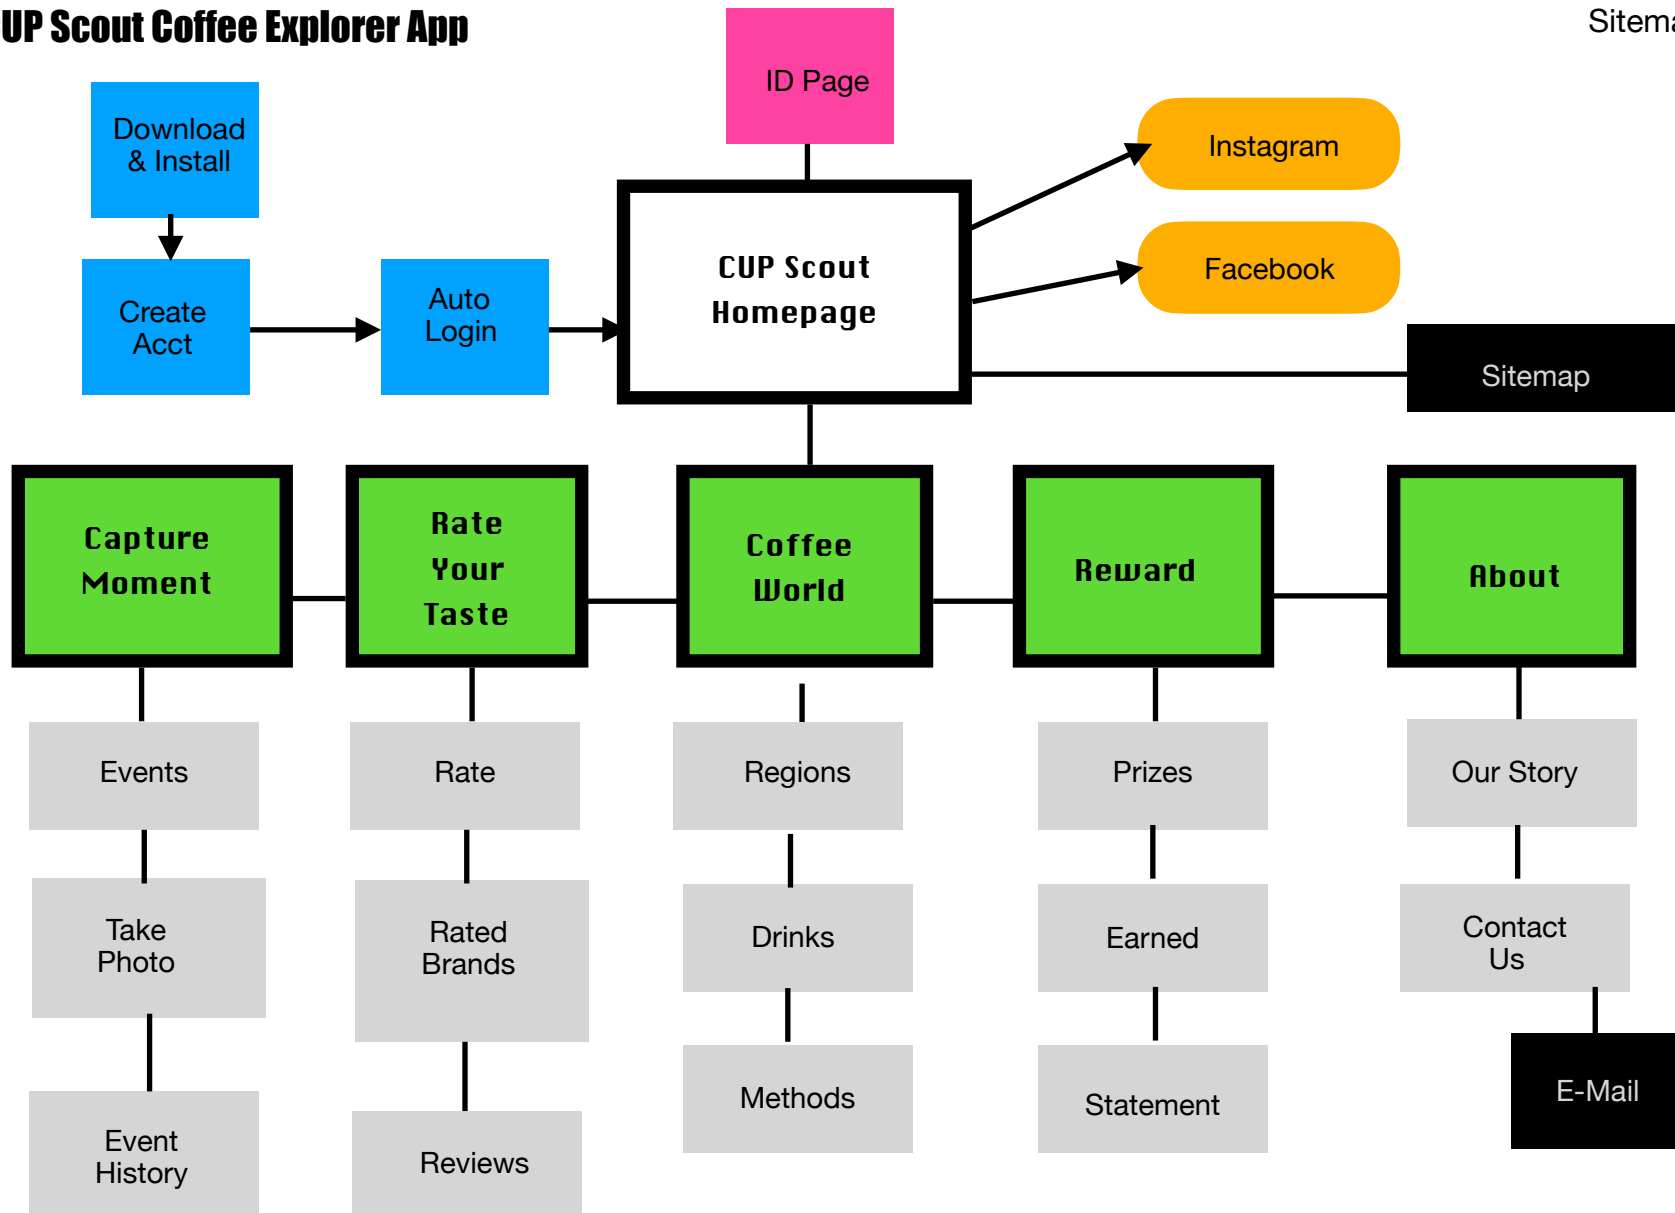 UP Scout Coffee Explorer App
Sitema
ID Page
Download
& Install
Instagram
Facebook
CUP Scout
Homepage
Create
Acct
Auto
Login
Sitemap
Capture
Moment
Rate
Your
Taste
Coffee
World
Reward
About
Events
Rate
Regions
Prizes
Our Story
Take
Photo
Rated
Brands
Drinks
Earned
Contact
Us
Event
History
Reviews
Methods
Statement
E-Mail